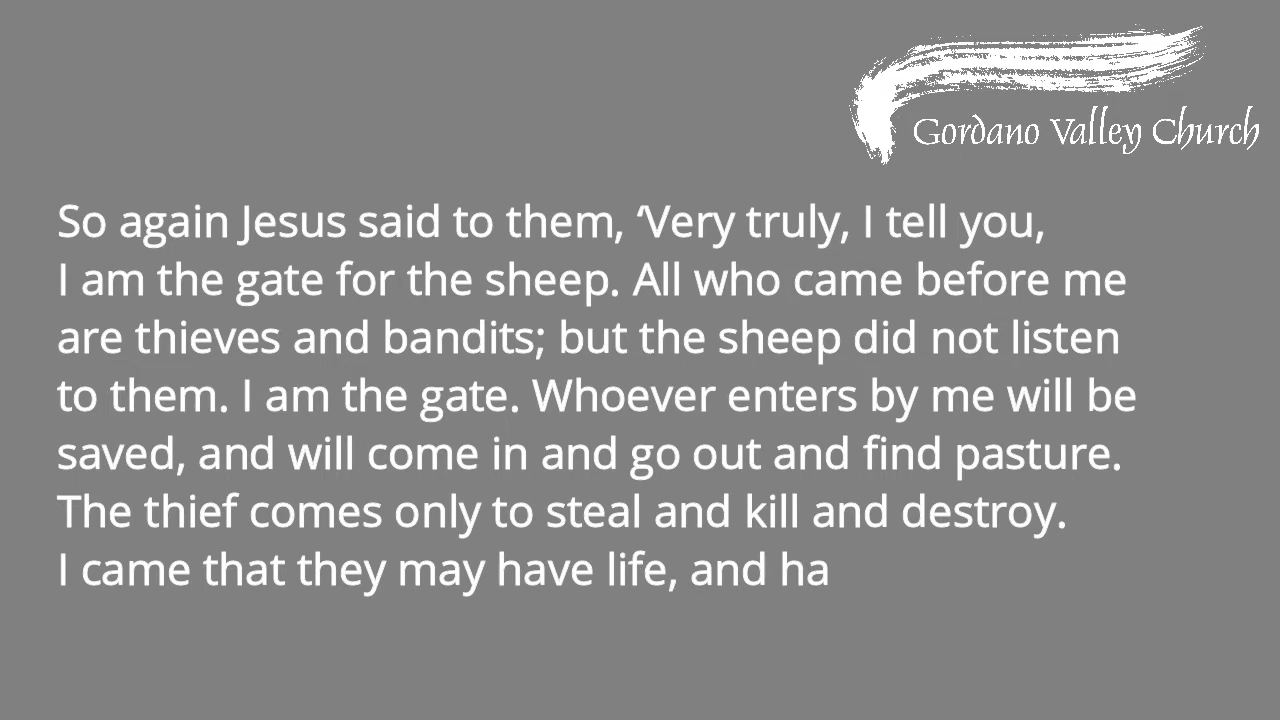 Gordano Valley Church
So again Jesus said to them, ‘Very truly, I tell you,
I am the gate for the sheep. All who came before me
are thieves and bandits; but the sheep did not listen
to them. I am the gate. Whoever enters by me will be
saved, and will come in and go out and find pasture.
The thief comes only to steal and kill and destroy.
I came that they may have life, and ha